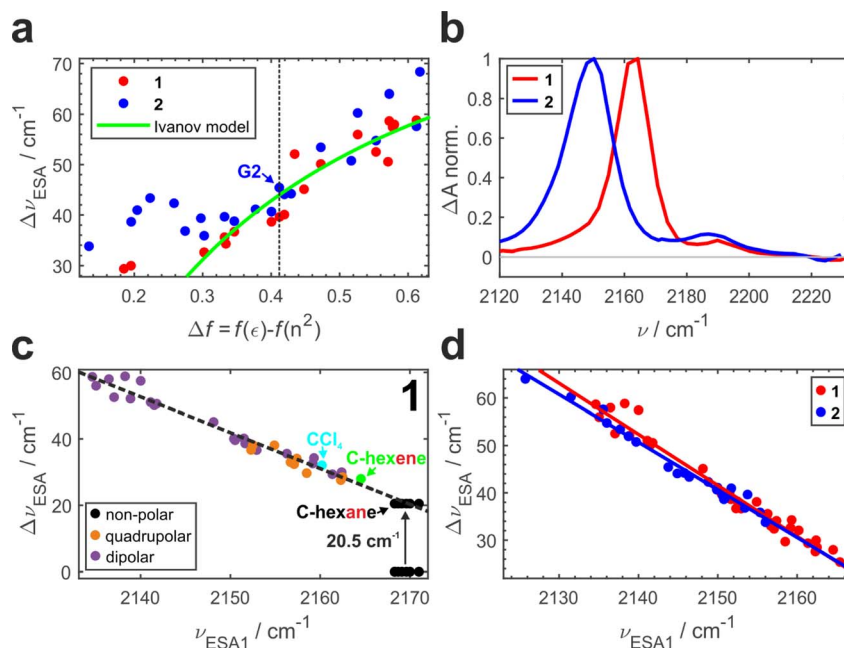 a
70
60
50
40
30
Δν_ESA / cm⁻¹
1
2
Ivanov model
G2
0.2 0.3 0.4 0.5 0.6
Δf = f(ϵ)-f(n²)
b
1
0.8
0.6
0.4
0.2
0
ΔA norm.
1
2
2120 2140 2160 2180 2200 2220
ν / cm⁻¹
c
60
40
20
0
Δν_ESA / cm⁻¹
1
CCl₄
C-hexene
C-hexane
20.5 cm⁻¹
non-polar
quadrupolar
dipolar
2140 2150 2160 2170
ν_ESA1 / cm⁻¹
d
60
50
40
30
Δν_ESA / cm⁻¹
1
2
2130 2140 2150 2160
ν_ESA1 / cm⁻¹